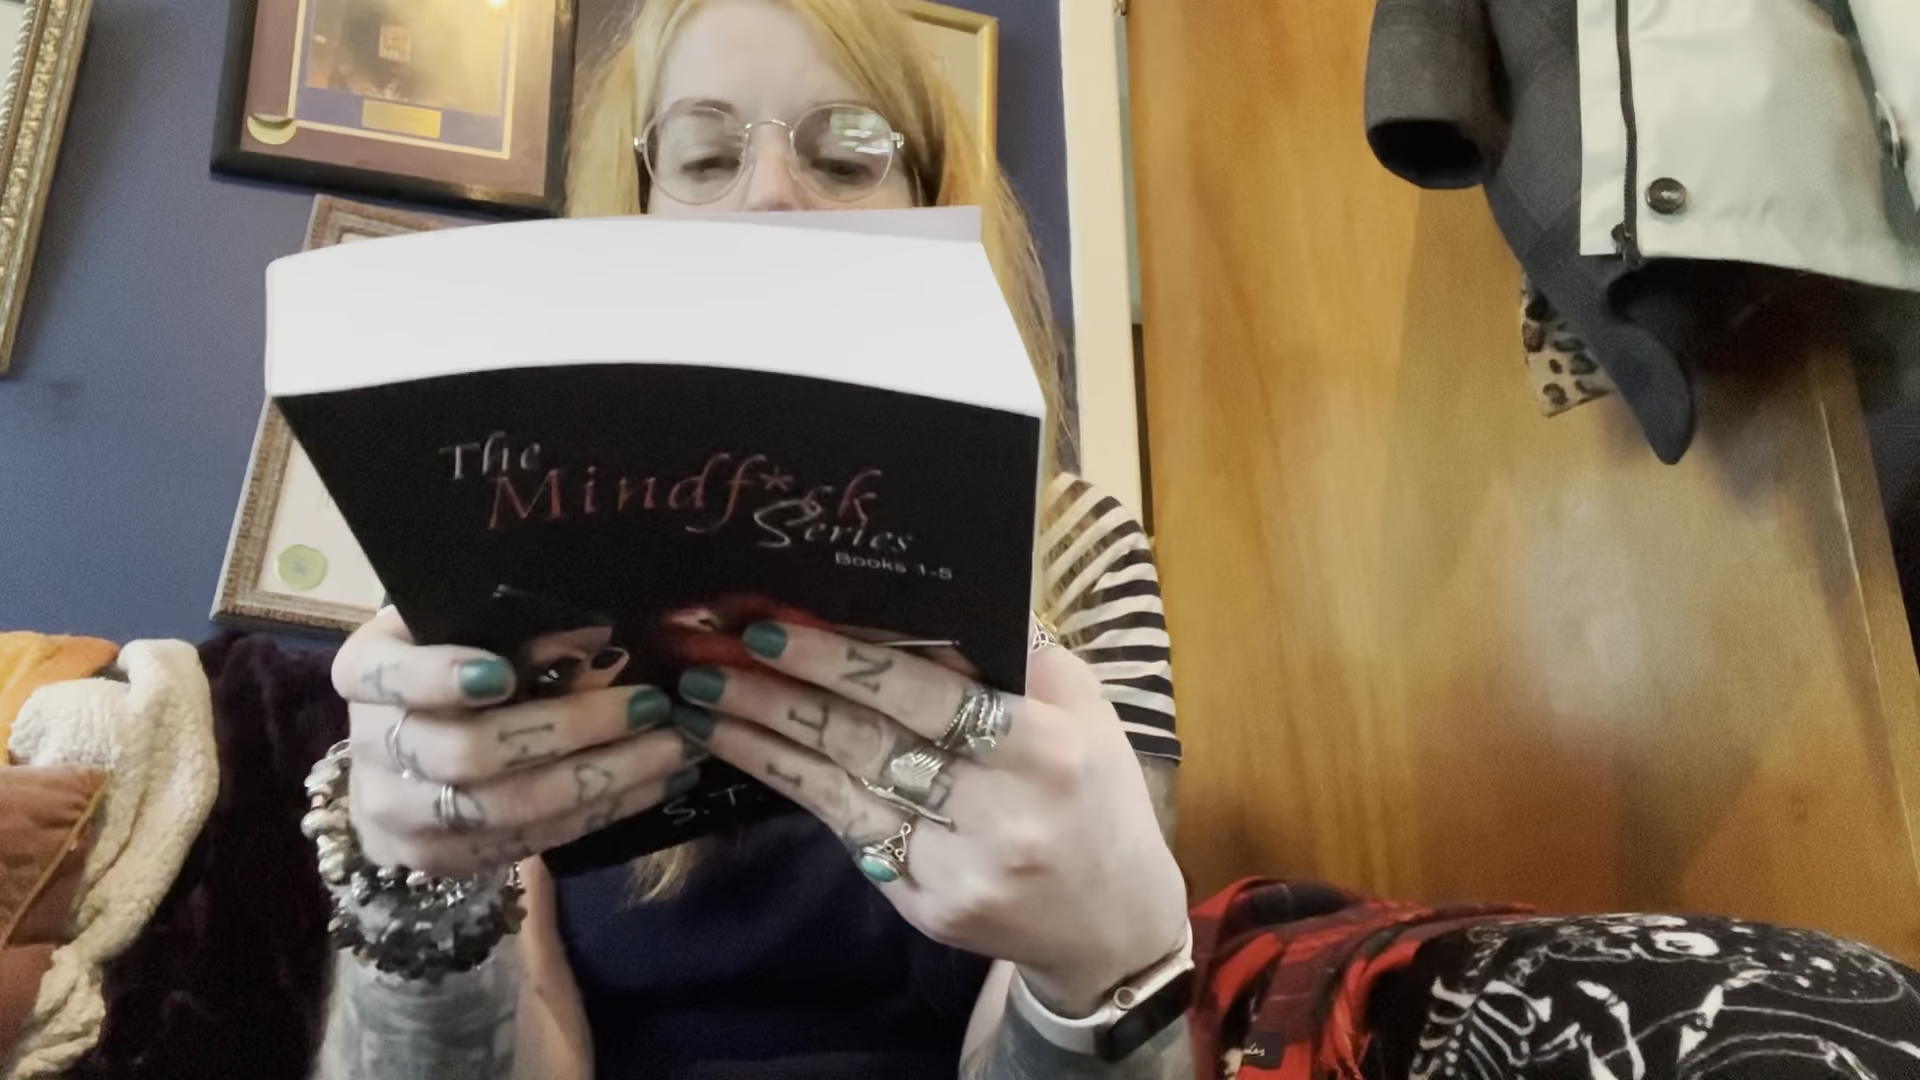 The
Mindf*ck
Series
Books 1-5
S.T.